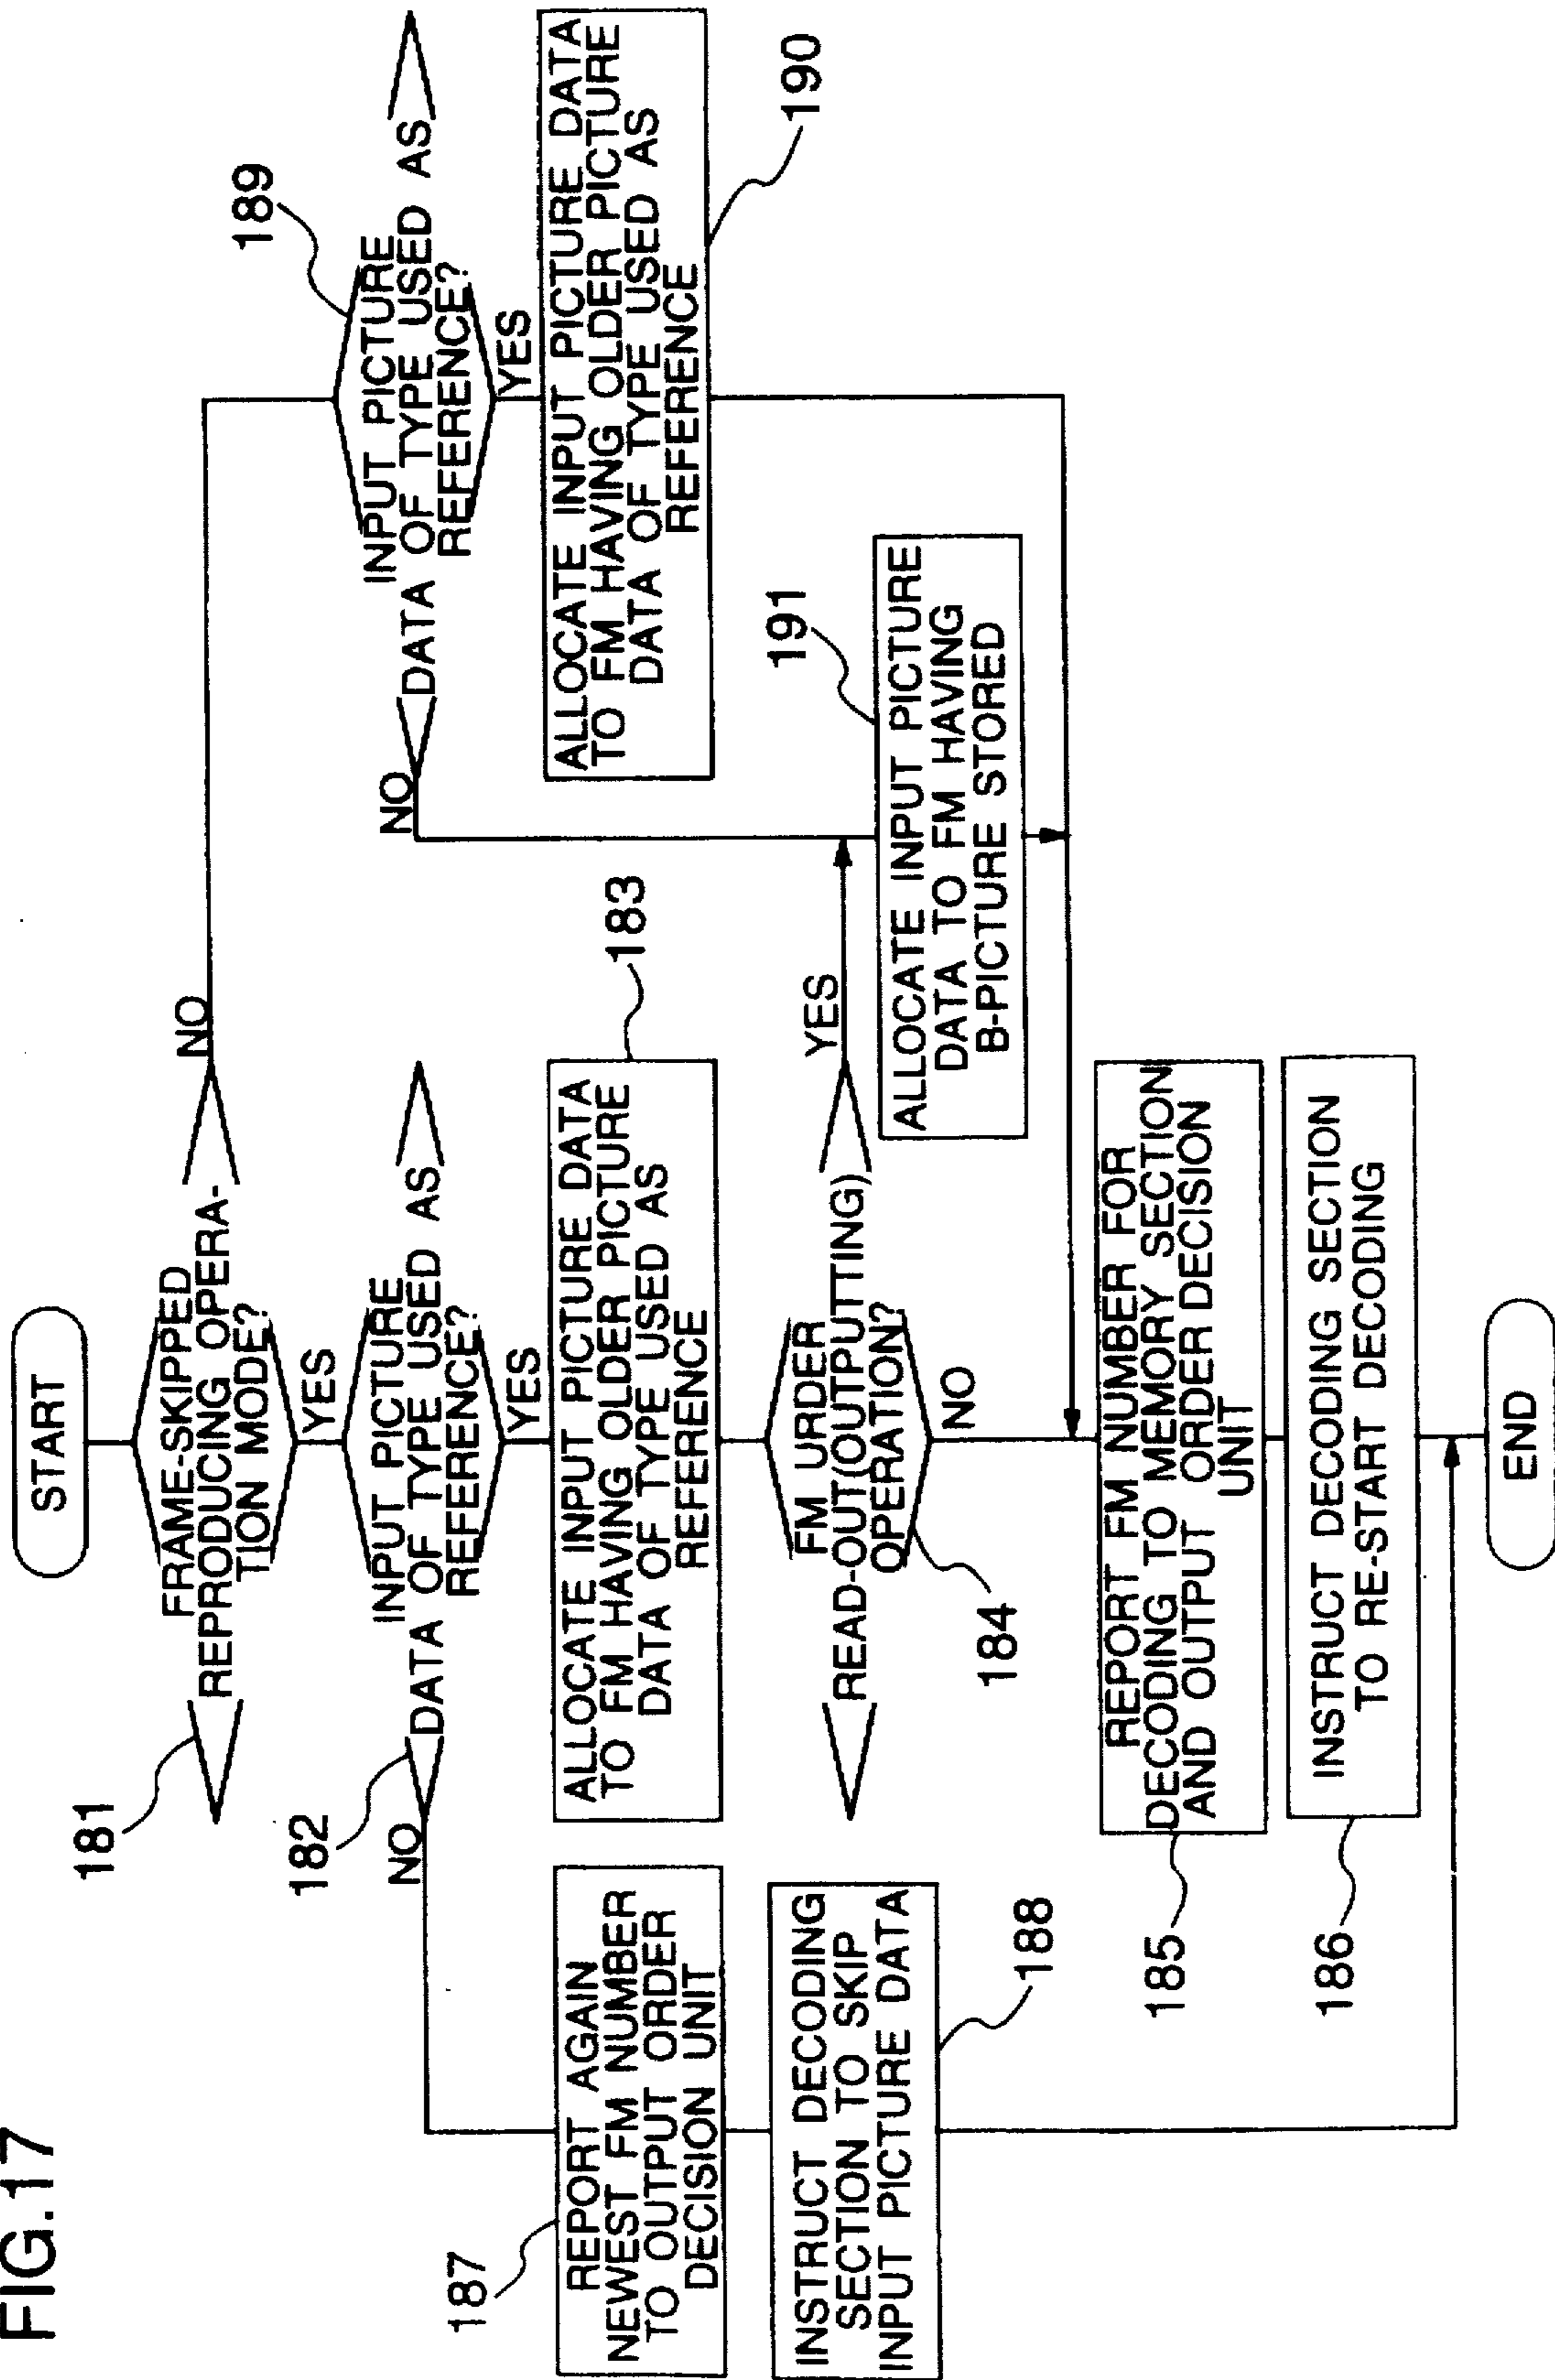 FIG.17
START
181
FRAME-SKIPPED
REPRODUCING OPERA-
TION MODE?
NO
YES
182
INPUT PICTURE
DATA OF TYPE USED AS
REFERENCE?
NO
YES
189
INPUT PICTURE
DATA OF TYPE USED AS
REFERENCE?
NO
YES
187
REPORT AGAIN
NEWEST FM NUMBER
TO OUTPUT ORDER
DECISION UNIT
ALLOCATE INPUT PICTURE DATA
TO FM HAVING OLDER PICTURE
DATA OF TYPE USED AS
REFERENCE
183
ALLOCATE INPUT PICTURE DATA
TO FM HAVING OLDER PICTURE
DATA OF TYPE USED AS
REFERENCE
190
INSTRUCT DECODING
SECTION TO SKIP
INPUT PICTURE DATA
188
FM URDER
READ-OUT(OUTPUTTING)
OPERATION?
184
YES
NO
191
ALLOCATE INPUT PICTURE
DATA TO FM HAVING
B-PICTURE STORED
REPORT FM NUMBER FOR
DECODING TO MEMORY SECTION
AND OUTPUT ORDER DECISION
UNIT
185
INSTRUCT DECODING SECTION
TO RE-START DECODING
186
END